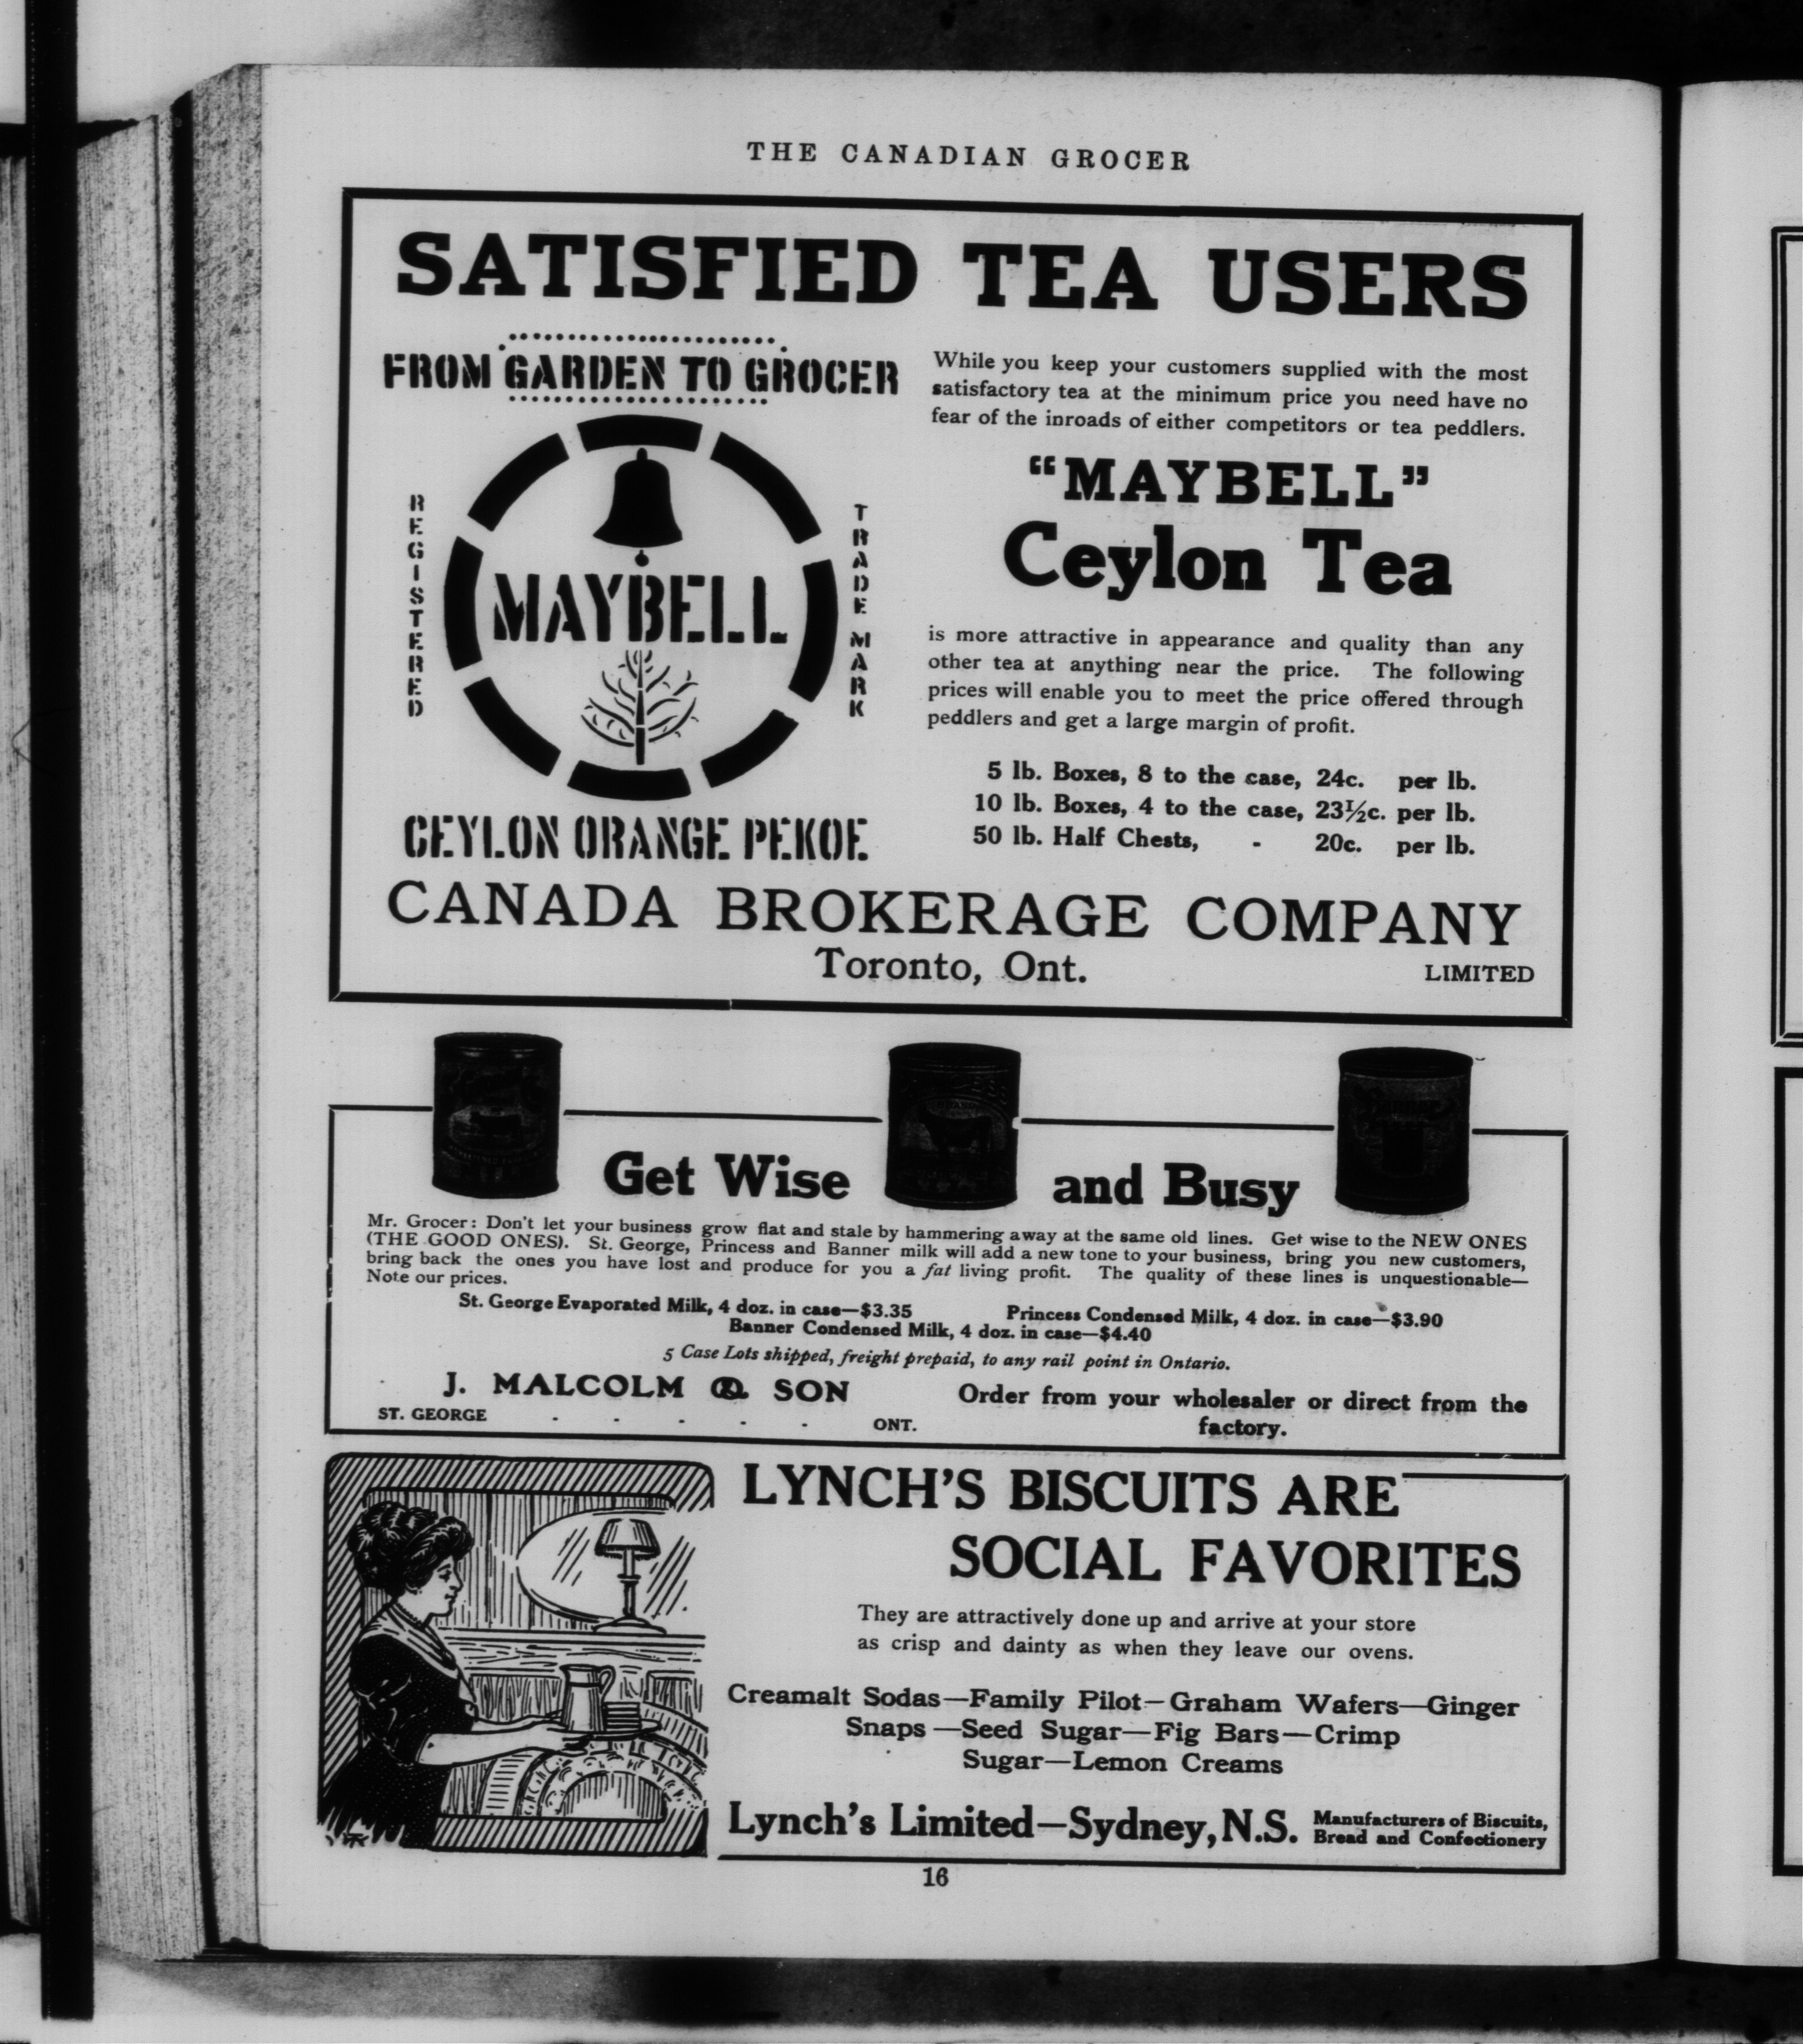 THE CANADIAN GROCER
SATISFIED TEA USERS
FROM GARDEN TO GROCER
REGISTERED
MAYBELL
TRADE MARK
CEYLON ORANGE PEKOE
While you keep your customers supplied with the most
satisfactory tea at the minimum price you need have no
fear of the inroads of either competitors or tea peddlers.
“MAYBELL”
Ceylon Tea
is more attractive in appearance and quality than any
other tea at anything near the price. The following
prices will enable you to meet the price offered through
peddlers and get a large margin of profit.
5 lb. Boxes, 8 to the case, 24c. per lb.
10 lb. Boxes, 4 to the case, 23½c. per lb.
50 lb. Half Chests, - 20c. per lb.
CANADA BROKERAGE COMPANY
Toronto, Ont. LIMITED
Get Wise and Busy
Mr. Grocer: Don't let your business grow flat and stale by hammering away at the same old lines. Get wise to the NEW ONES
(THE GOOD ONES). St. George, Princess and Banner milk will add a new tone to your business, bring you new customers,
bring back the ones you have lost and produce for you a fat living profit. The quality of these lines is unquestionable—
Note our prices.
St. George Evaporated Milk, 4 doz. in case—$3.35 Princess Condensed Milk, 4 doz. in case—$3.90
Banner Condensed Milk, 4 doz. in case—$4.40
5 Case Lots shipped, freight prepaid, to any rail point in Ontario.
J. MALCOLM & SON
ST. GEORGE - - - - - ONT.
Order from your wholesaler or direct from the
factory.
LYNCH'S BISCUITS ARE
SOCIAL FAVORITES
They are attractively done up and arrive at your store
as crisp and dainty as when they leave our ovens.
Creamalt Sodas—Family Pilot—Graham Wafers—Ginger
Snaps—Seed Sugar—Fig Bars—Crimp
Sugar—Lemon Creams
Lynch's Limited—Sydney, N.S. Manufacturers of Biscuits,
Bread and Confectionery
16